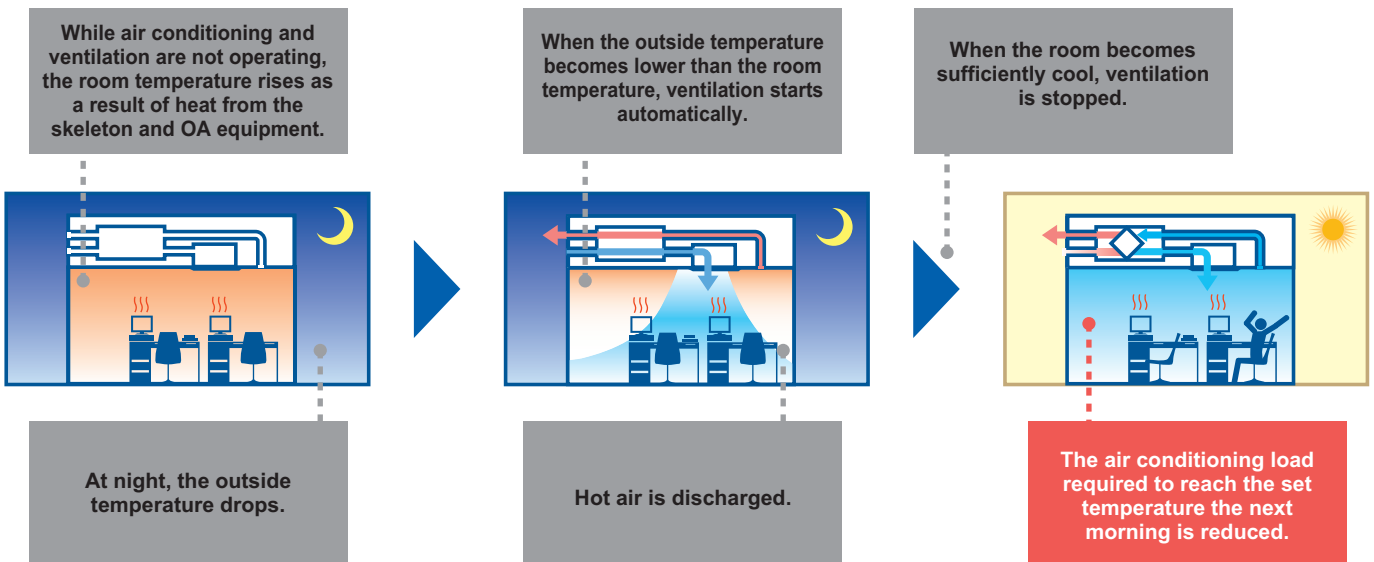 While air conditioning and
ventilation are not operating,
the room temperature rises as
a result of heat from the
skeleton and OA equipment.
When the outside temperature
becomes lower than the room
temperature, ventilation starts
automatically.
When the room becomes
sufficiently cool, ventilation
is stopped.
At night, the outside
temperature drops.
Hot air is discharged.
The air conditioning load
required to reach the set
temperature the next
morning is reduced.